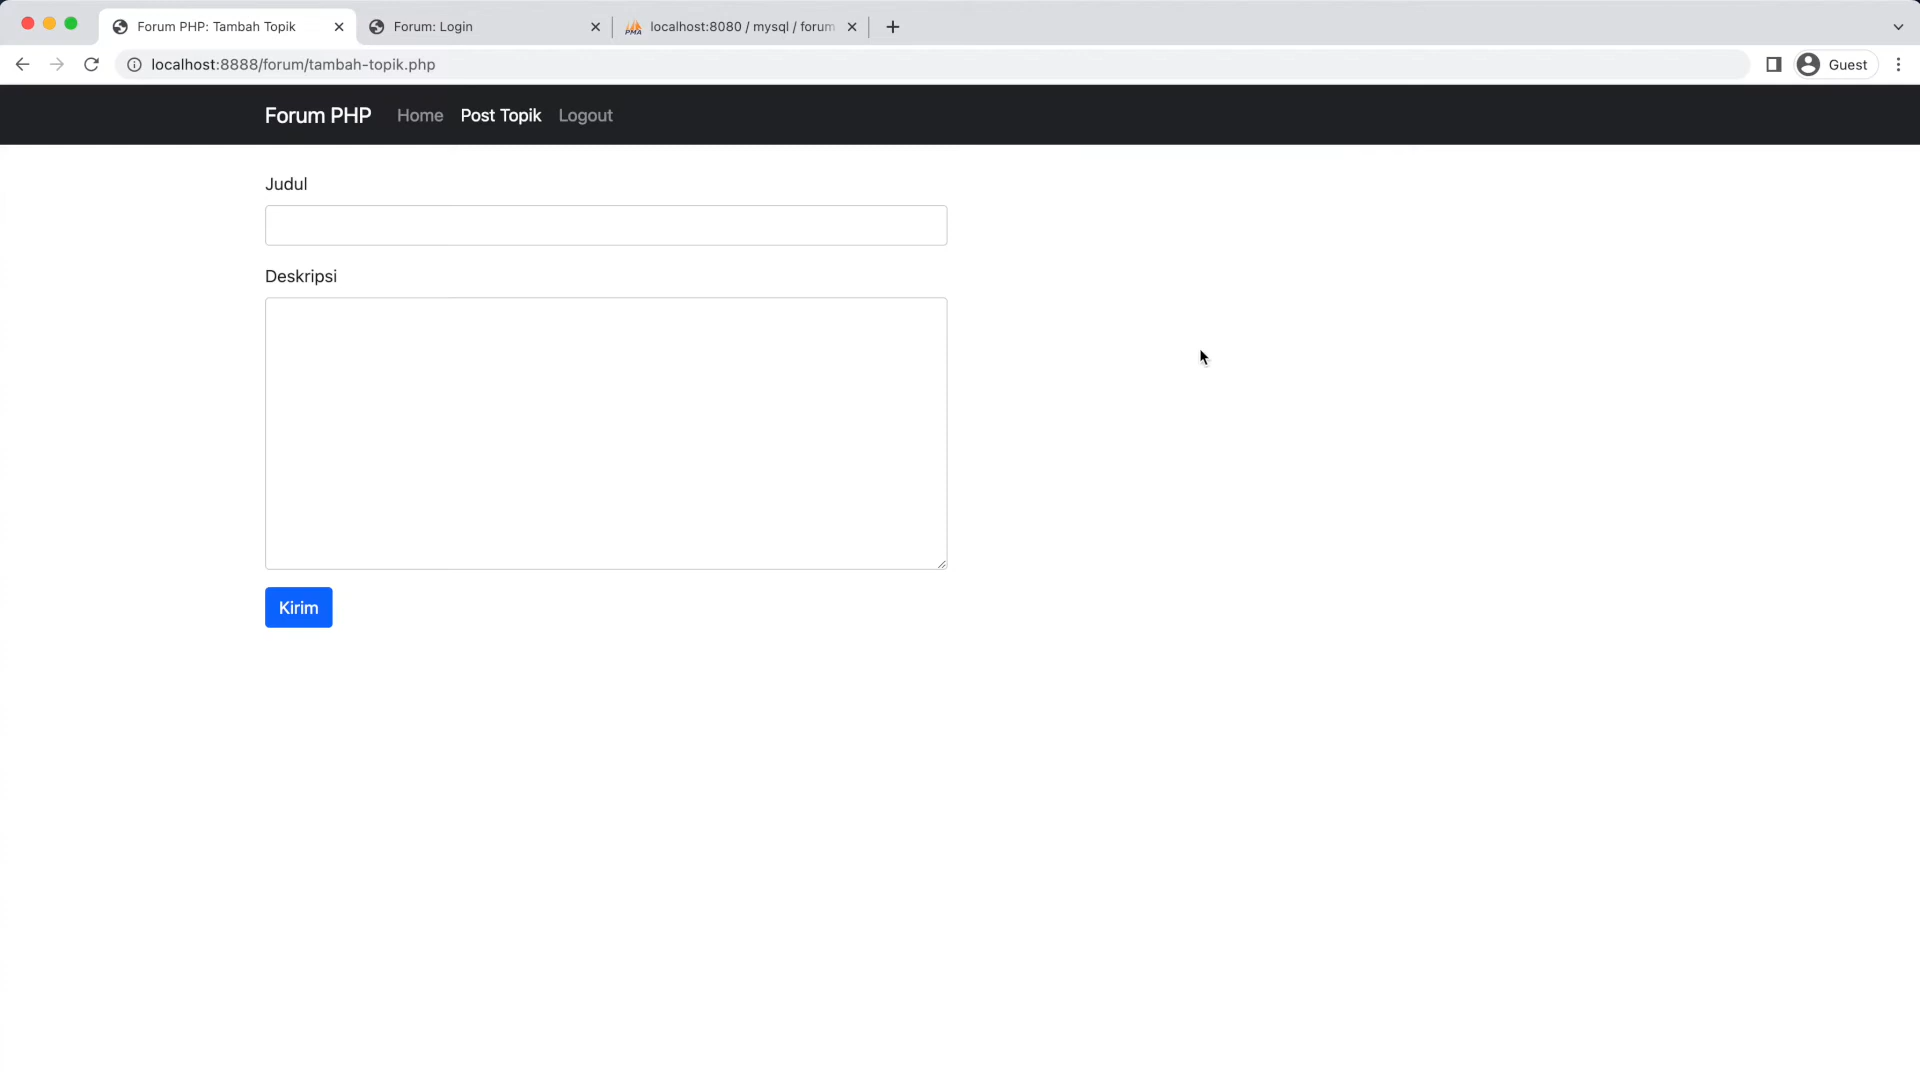 Forum PHP: Tambah Topik
Forum: Login
PMA
localhost:8080 / mysql / forum
localhost:8888/forum/tambah-topik.php
Guest
Forum PHP
Home
Post Topik
Logout
Judul
Deskripsi
Kirim